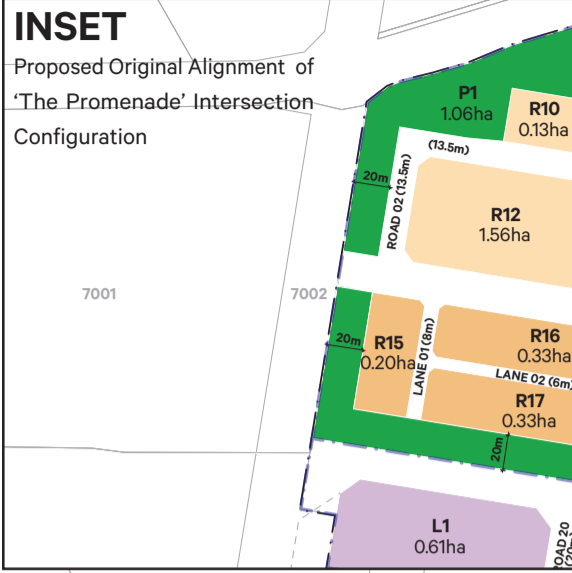 INSET
Proposed Original Alignment of
‘The Promenade’ Intersection
Configuration
P1
1.06ha
R10
0.13ha
(13.5m)
20m
ROAD 02 (13.5m)
R12
1.56ha
7001
7002
20m
R15
0.20ha
LANE 01 (8m)
R16
0.33ha
LANE 02 (6m)
R17
0.33ha
20m
L1
0.61ha
ROAD 20